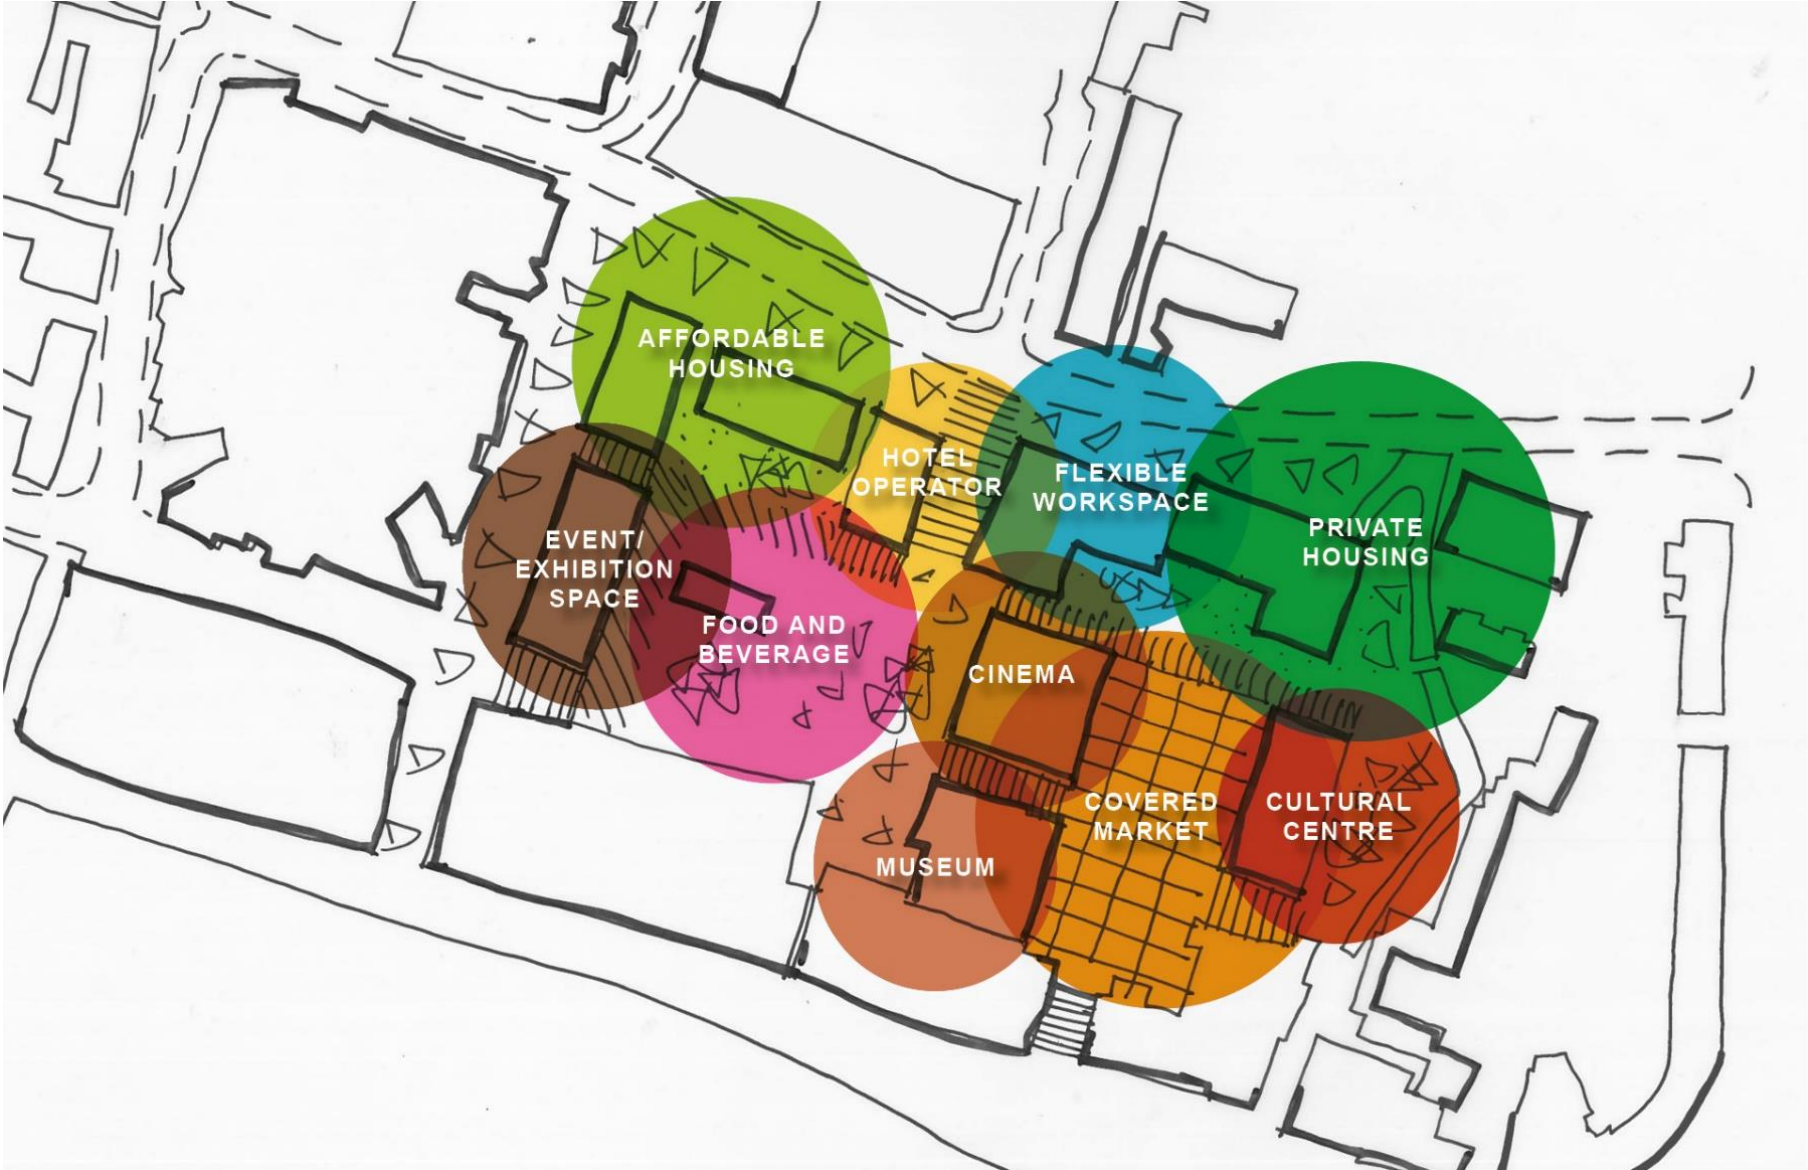 AFFORDABLE
HOUSING
HOTEL
OPERATOR
FLEXIBLE
WORKSPACE
PRIVATE
HOUSING
EVENT/
EXHIBITION
SPACE
FOOD AND
BEVERAGE
CINEMA
COVERED
MARKET
CULTURAL
CENTRE
MUSEUM